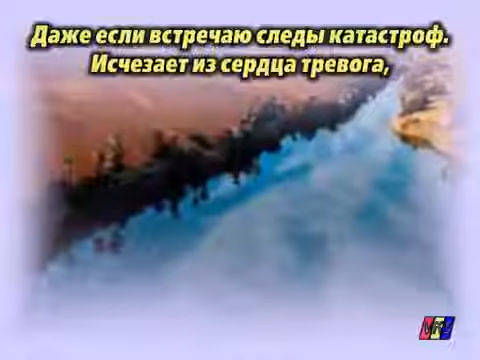 Даже если встречаю следы катастроф.
Исчезает из сердца тревога,